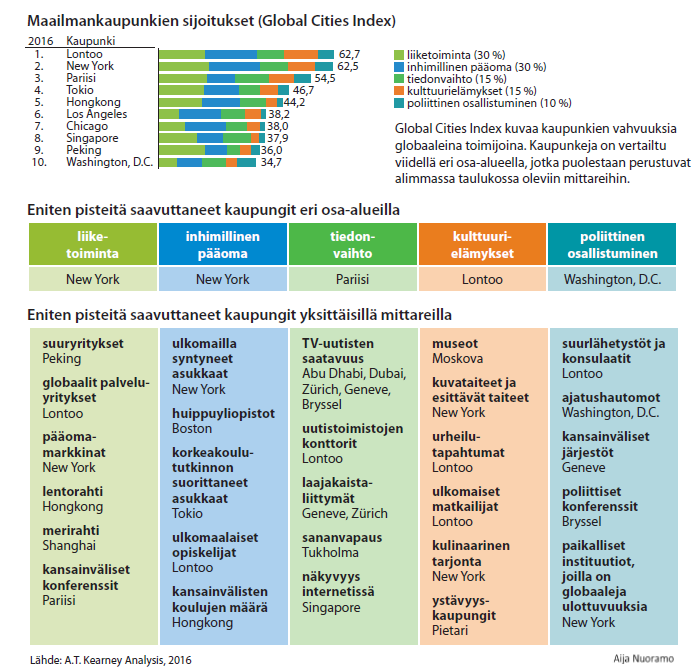 Maailmankaupunkien sijoitukset (Global Cities Index)
2016 Kaupunki
1. Lontoo 62,7
2. New York 62,5
3. Pariisi 54,5
4. Tokio 46,7
5. Hongkong 44,2
6. Los Angeles 38,2
7. Chicago 38,0
8. Singapore 37,9
9. Peking 36,0
10. Washington, D.C. 34,7
liiketoiminta (30 %)
inhimillinen pääoma (30 %)
tiedonvaihto (15 %)
kulttuurielämykset (15 %)
poliittinen osallistuminen (10 %)
Global Cities Index kuvaa kaupunkien vahvuuksia
globaaleina toimijoina. Kaupunkeja on vertailtu
viidellä eri osa-alueella, jotka puolestaan perustuvat
alimmassa taulukossa oleviin mittareihin.
Eniten pisteitä saavuttaneet kaupungit eri osa-alueilla
liike-
toiminta
New York
inhimillinen
pääoma
New York
tiedon-
vaihto
Pariisi
kulttuuri-
elämykset
Lontoo
poliittinen
osallistuminen
Washington, D.C.
Eniten pisteitä saavuttaneet kaupungit yksittäisillä mittareilla
suuryritykset
Peking
globaalit palvelu-
yritykset
Lontoo
pääoma-
markkinat
New York
lentorahti
Hongkong
merirahti
Shanghai
kansainväliset
konferenssit
Pariisi
ulkomailla
syntyneet
asukkaat
New York
huippuyliopistot
Boston
korkeakoulu-
tutkinnon
suorittaneet
asukkaat
Tokio
ulkomaalaiset
opiskelijat
Lontoo
kansainvälisten
koulujen määrä
Hongkong
TV-uutisten
saatavuus
Abu Dhabi, Dubai,
Zürich, Geneve,
Bryssel
uutistoimistojen
konttorit
Lontoo
laajakaista-
liittymät
Geneve, Zürich
sananvapaus
Tukholma
näkyvyys
internetissä
Singapore
museot
Moskova
kuvataiteet ja
esittävät taiteet
New York
urheilu-
tapahtumat
Lontoo
ulkomaiset
matkailijat
Lontoo
kulinaarinen
tarjonta
New York
ystävyys-
kaupungit
Pietari
suurlähetystöt ja
konsulaatit
Lontoo
ajatushautomot
Washington, D.C.
kansainväliset
järjestöt
Geneve
poliittiset
konferenssit
Bryssel
paikalliset
instituutiot,
joilla on
globaaleja
ulottuvuuksia
New York
Lähde: A.T. Kearney Analysis, 2016
Aija Nuoramo